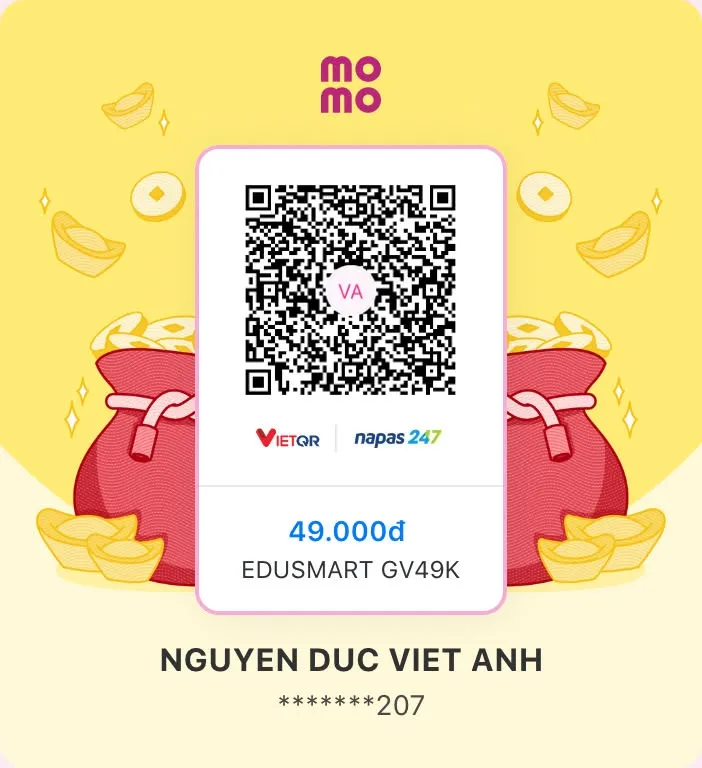 mo
mo
VA
VIETQR
napas 247
49.000đ
EDUSMART GV49K
NGUYEN DUC VIET ANH
*******207